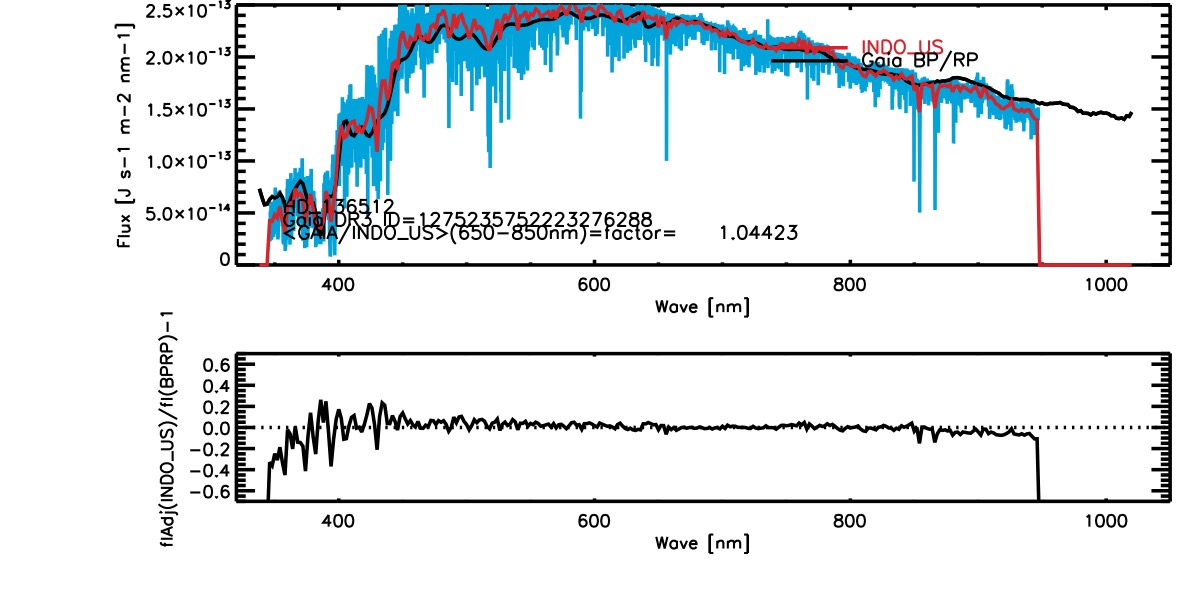 2.5×10⁻¹³
2.0×10⁻¹³
1.5×10⁻¹³
1.0×10⁻¹³
5.0×10⁻¹⁴
0
Flux [J s−1 m−2 nm−1]
INDO_US
Gaia BP/RP
HD_136512
Gaia DR3 ID=1275235752223276288
<GAIA/INDO_US>(650−850nm)=factor= 1.04423
400 600 800 1000
Wave [nm]
flAdj(INDO_US)/fl(BPRP)−1
0.6
0.4
0.2
0.0
−0.2
−0.4
−0.6
400 600 800 1000
Wave [nm]